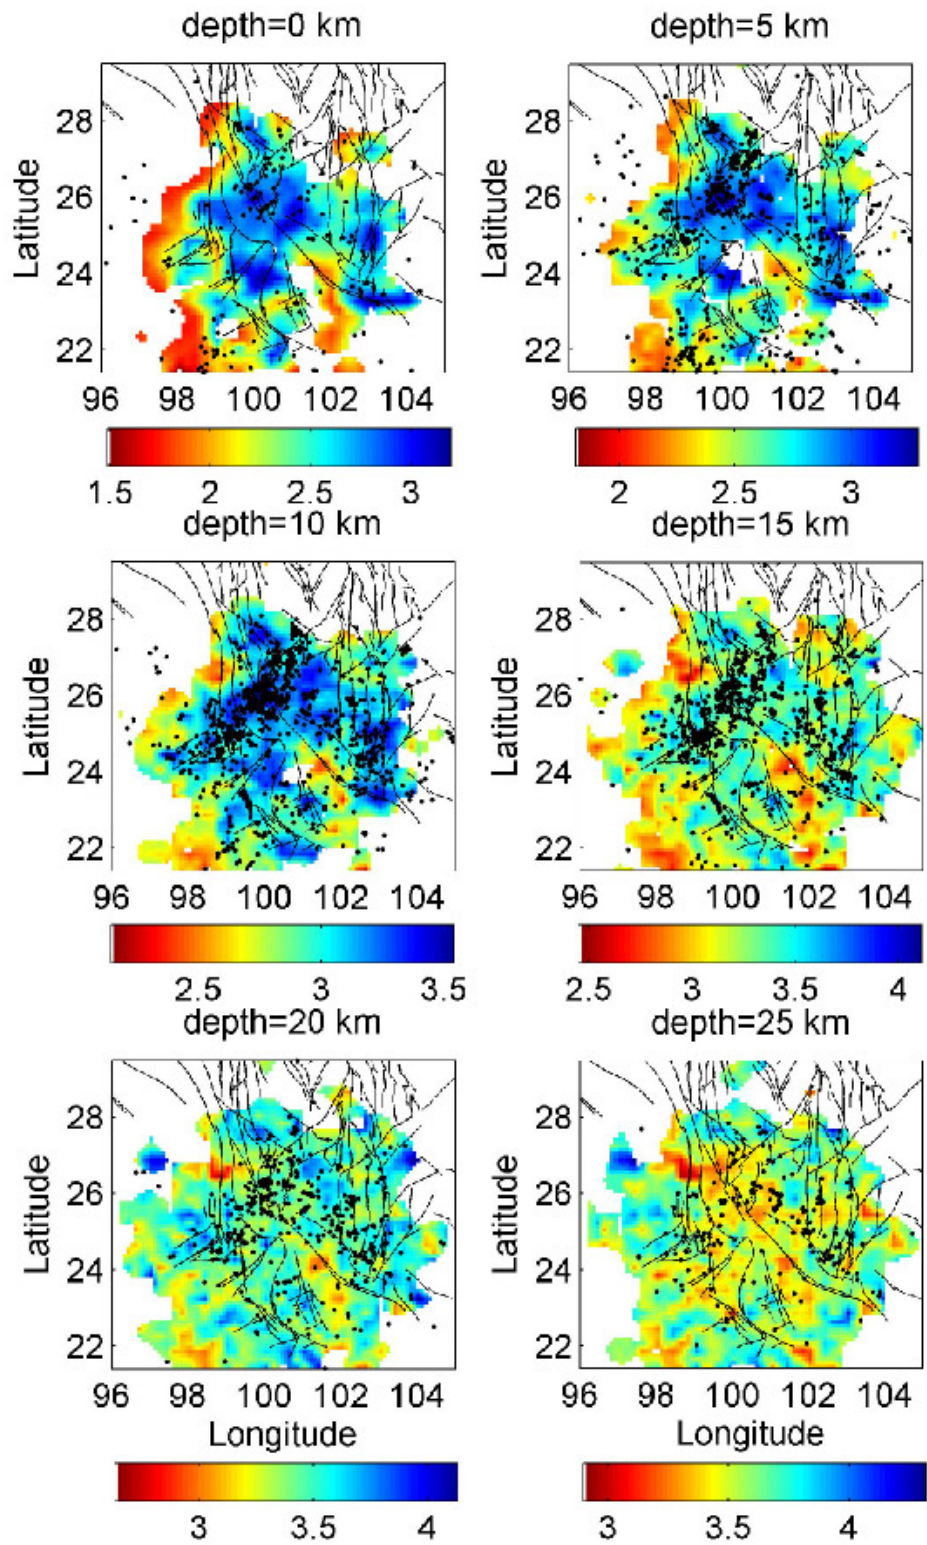 depth=0 km
depth=5 km
Latitude
28
26
24
22
96 98 100 102 104
1.5 2 2.5 3
Latitude
28
26
24
22
96 98 100 102 104
2 2.5 3
depth=10 km
depth=15 km
Latitude
28
26
24
22
96 98 100 102 104
2.5 3 3.5
Latitude
28
26
24
22
96 98 100 102 104
2.5 3 3.5 4
depth=20 km
depth=25 km
Latitude
28
26
24
22
96 98 100 102 104
Longitude
3 3.5 4
Latitude
28
26
24
22
96 98 100 102 104
Longitude
3 3.5 4